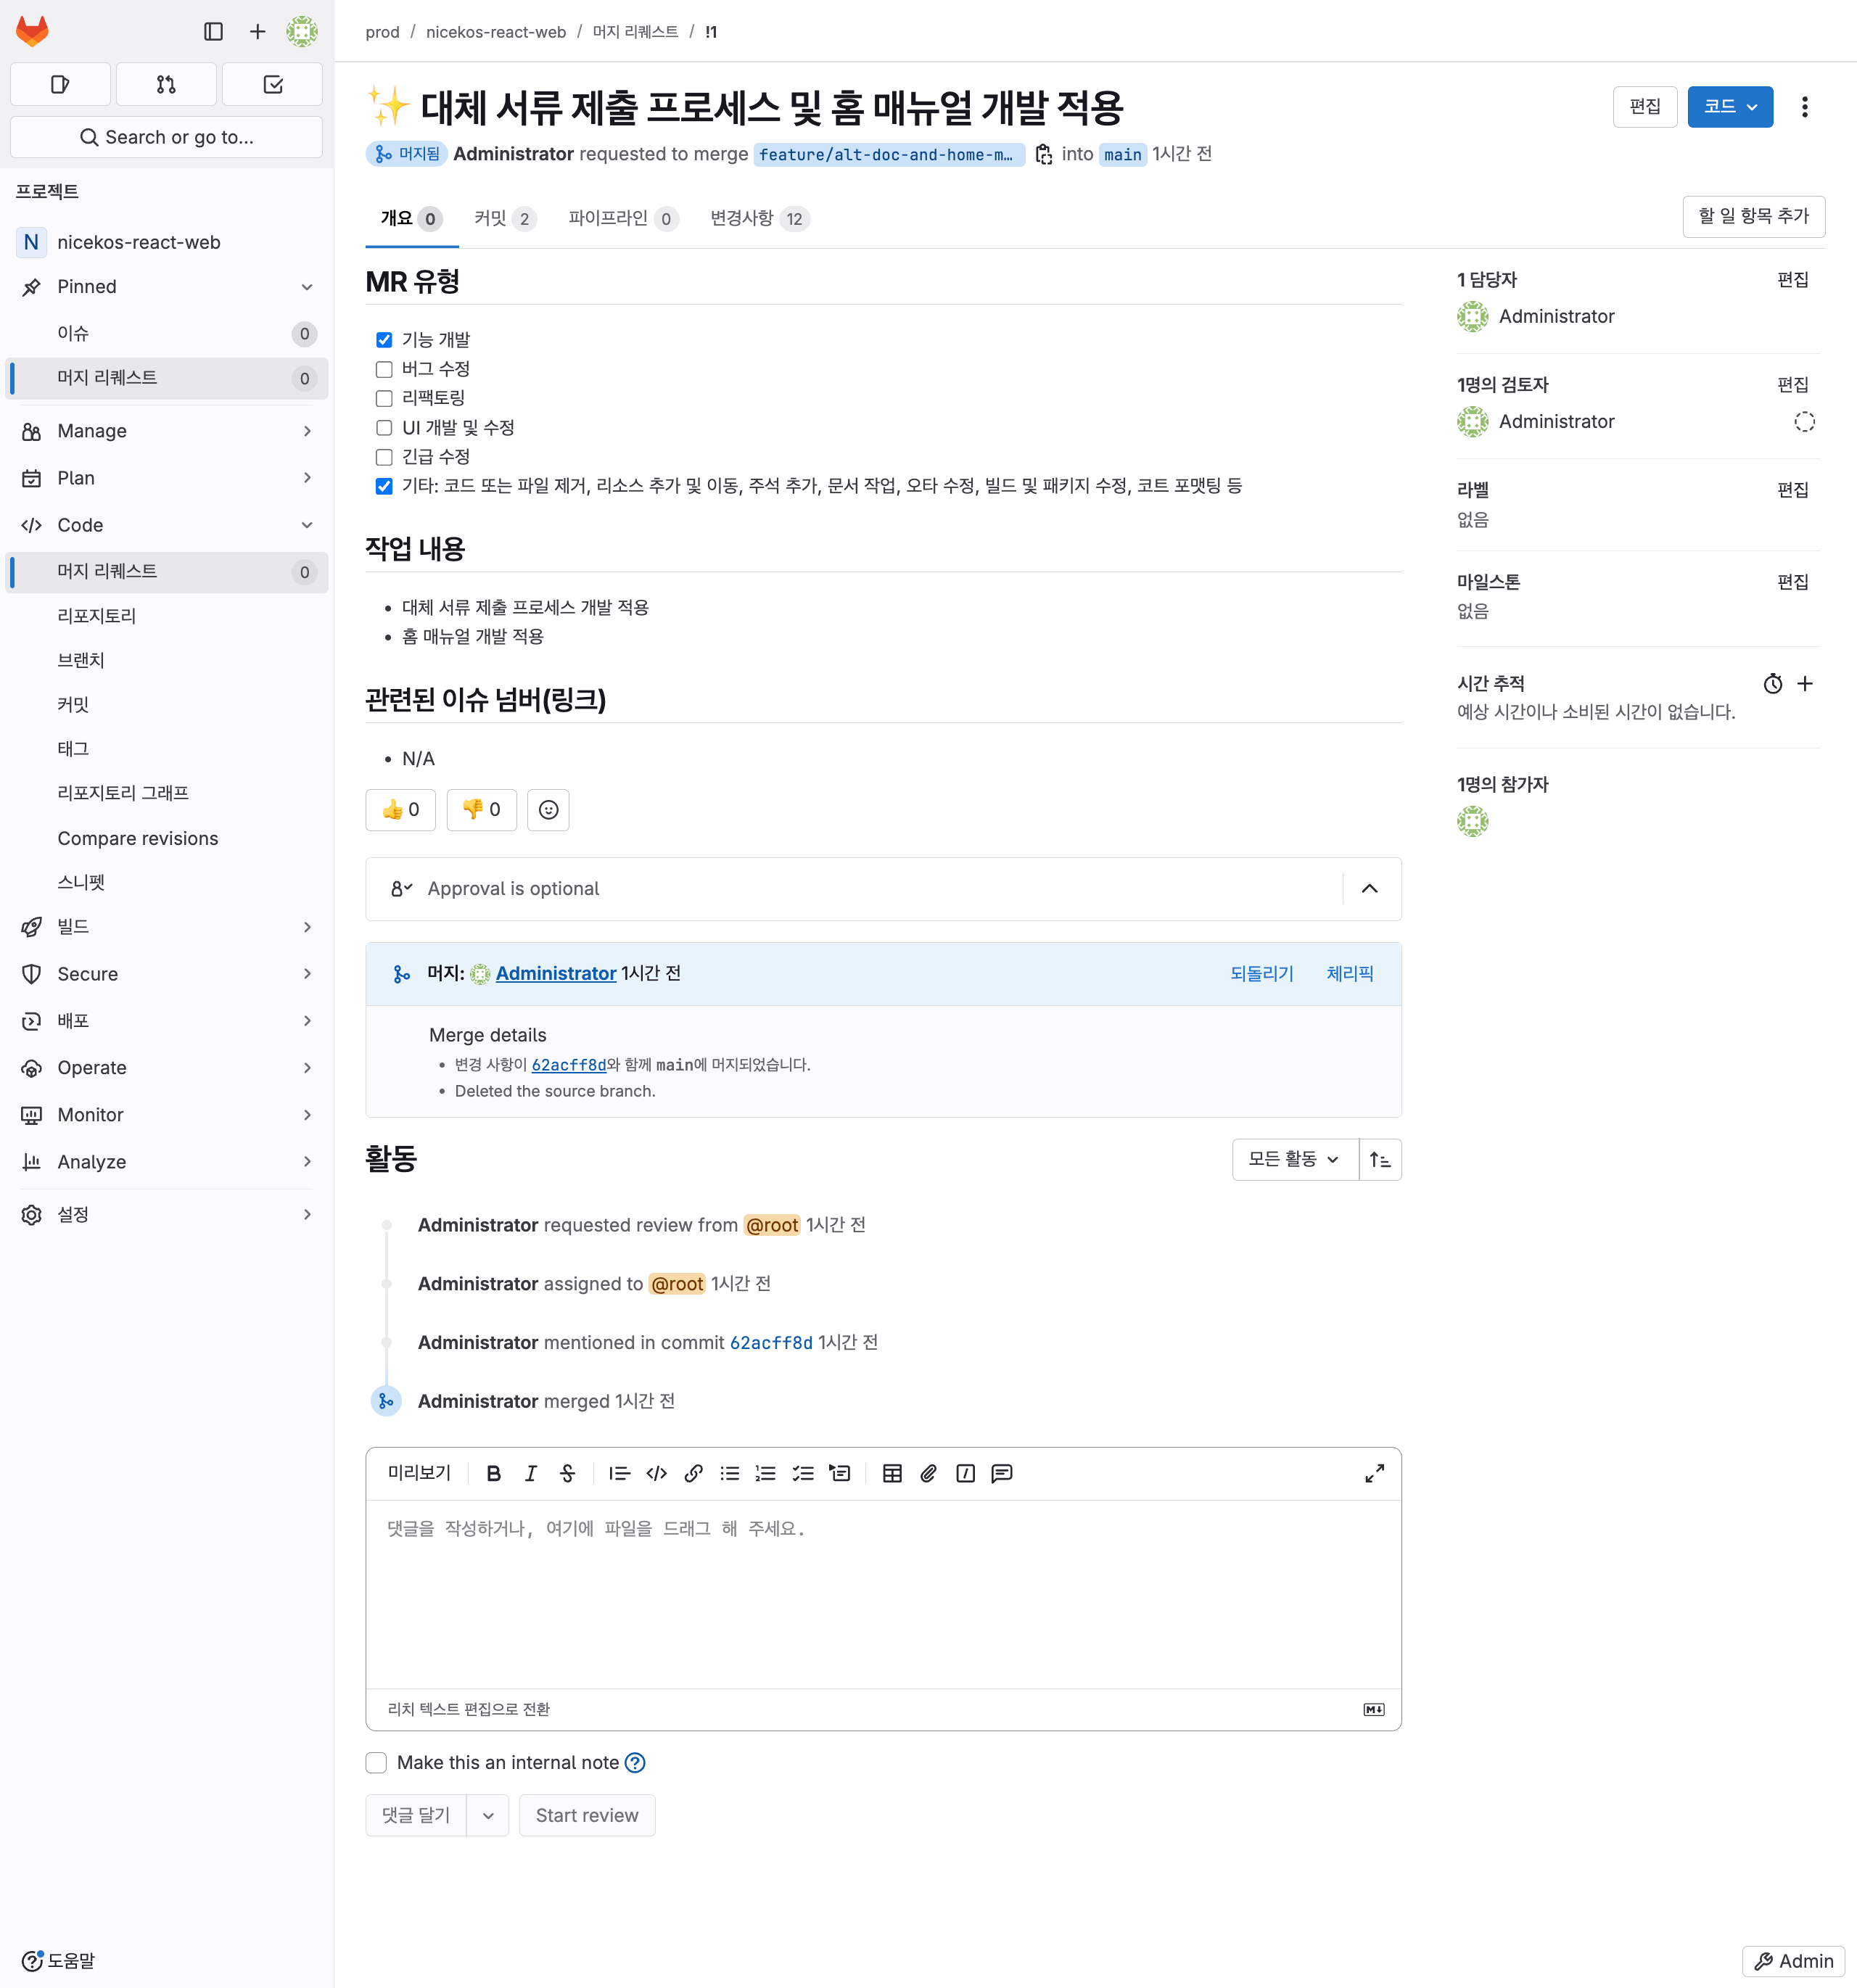 prod / nicekos-react-web / 머지 리퀘스트 / !1
Search or go to...
프로젝트
N nicekos-react-web
Pinned
이슈 0
머지 리퀘스트 0
Manage
Plan
Code
머지 리퀘스트 0
리포지토리
브랜치
커밋
태그
리포지토리 그래프
Compare revisions
스니펫
빌드
Secure
배포
Operate
Monitor
Analyze
설정
도움말
✨ 대체 서류 제출 프로세스 및 홈 매뉴얼 개발 적용
편집 코드
머지됨 Administrator requested to merge feature/alt-doc-and-home-m… into main 1시간 전
개요 0 커밋 2 파이프라인 0 변경사항 12
할 일 항목 추가
MR 유형
기능 개발
버그 수정
리팩토링
UI 개발 및 수정
긴급 수정
기타: 코드 또는 파일 제거, 리소스 추가 및 이동, 주석 추가, 문서 작업, 오타 수정, 빌드 및 패키지 수정, 코트 포맷팅 등
작업 내용
• 대체 서류 제출 프로세스 개발 적용
• 홈 매뉴얼 개발 적용
관련된 이슈 넘버(링크)
• N/A
👍 0 👎 0
Approval is optional
머지: Administrator 1시간 전 되돌리기 체리픽
Merge details
• 변경 사항이 62acff8d와 함께 main에 머지되었습니다.
• Deleted the source branch.
활동
모든 활동
Administrator requested review from @root 1시간 전
Administrator assigned to @root 1시간 전
Administrator mentioned in commit 62acff8d 1시간 전
Administrator merged 1시간 전
미리보기
댓글을 작성하거나, 여기에 파일을 드래그 해 주세요.
리치 텍스트 편집으로 전환
Make this an internal note
댓글 달기 Start review
1 담당자 편집
Administrator
1명의 검토자 편집
Administrator
라벨 편집
없음
마일스톤 편집
없음
시간 추적
예상 시간이나 소비된 시간이 없습니다.
1명의 참가자
Admin